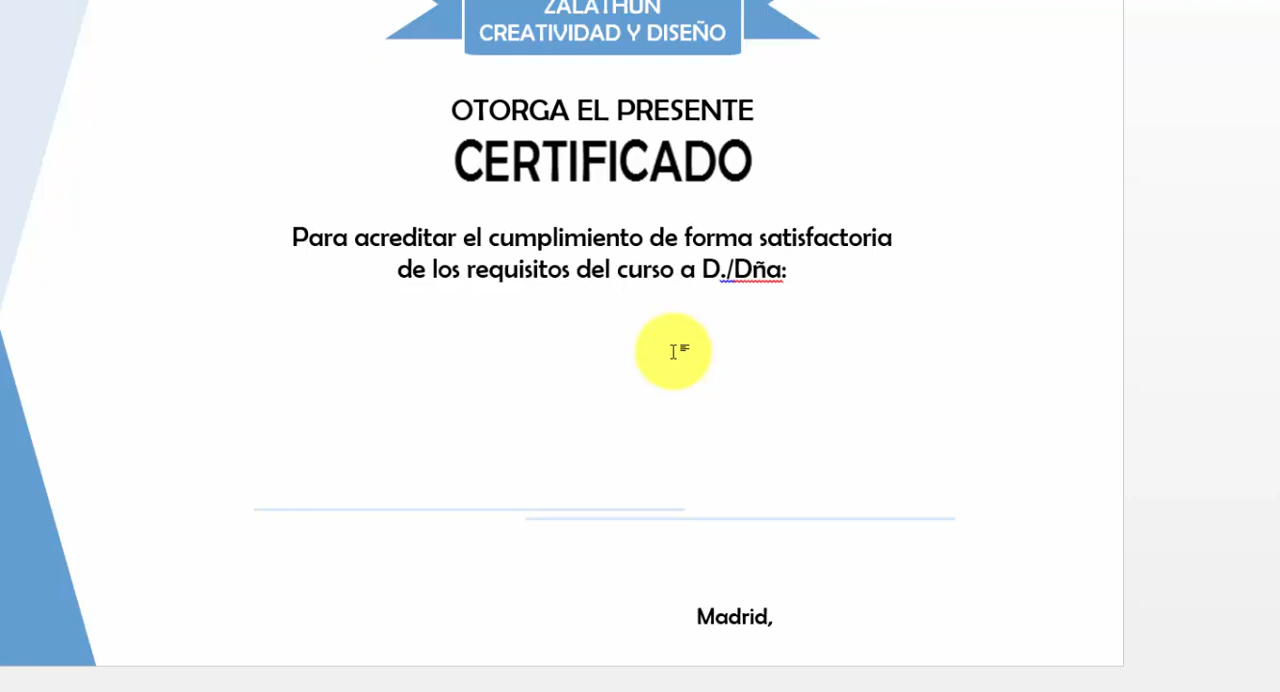 ZALATHUN
CREATIVIDAD Y DISEÑO
OTORGA EL PRESENTE
CERTIFICADO
Para acreditar el cumplimiento de forma satisfactoria
de los requisitos del curso a D./Dña:
Madrid,